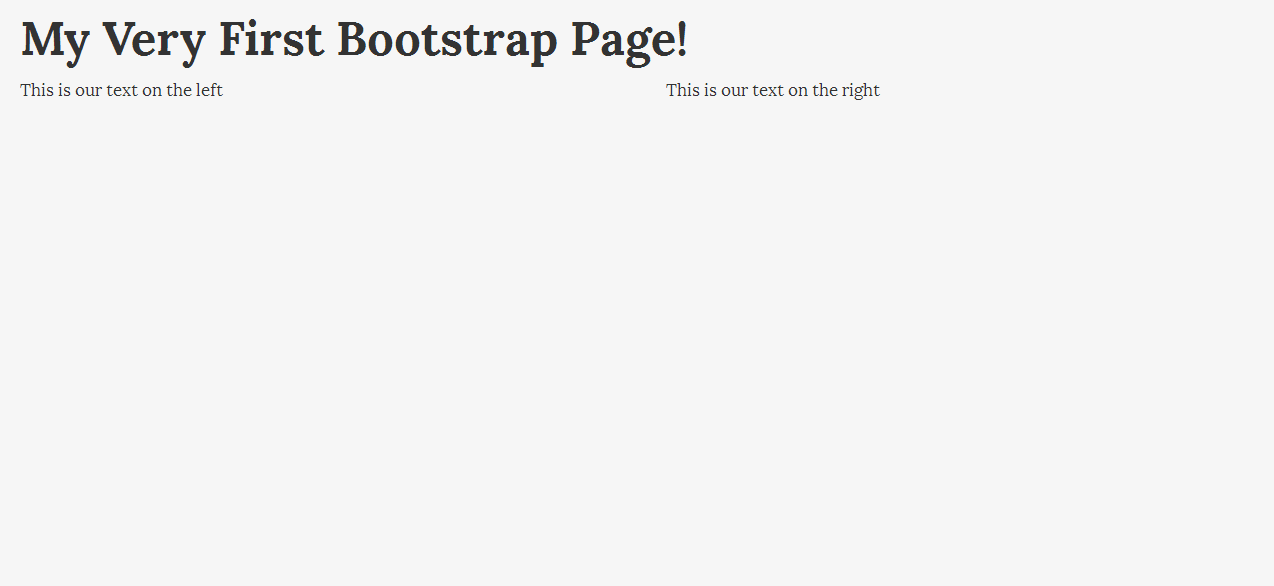 My Very First Bootstrap Page!
This is our text on the left
This is our text on the right